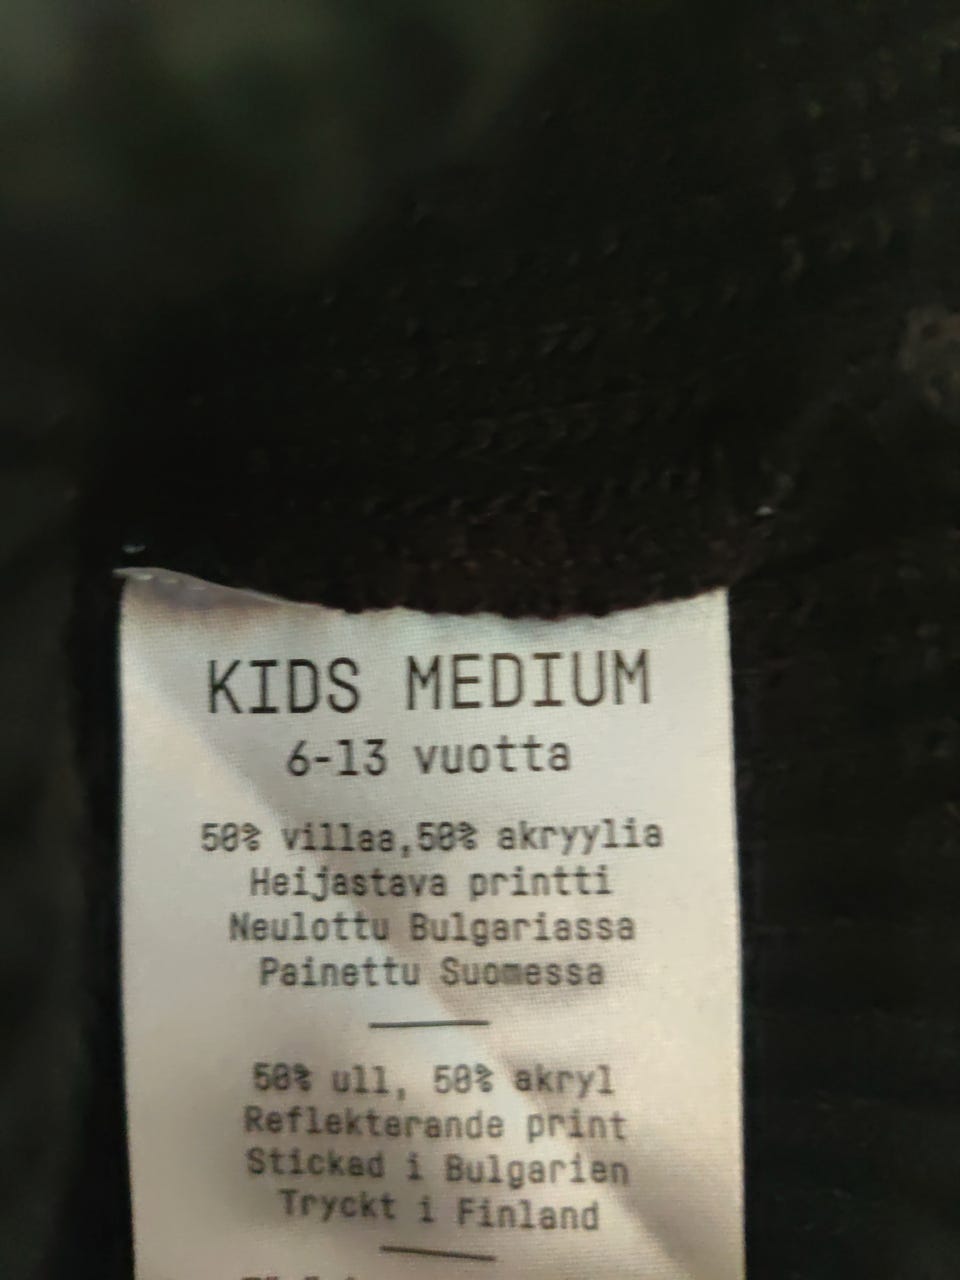 KIDS MEDIUM
6-13 vuotta
50% villaa,50% akryylia
Heijastava printti
Neulottu Bulgariassa
Painettu Suomessa
50% ull, 50% akryl
Reflekterande print
Stickad i Bulgarien
Tryckt i Finland